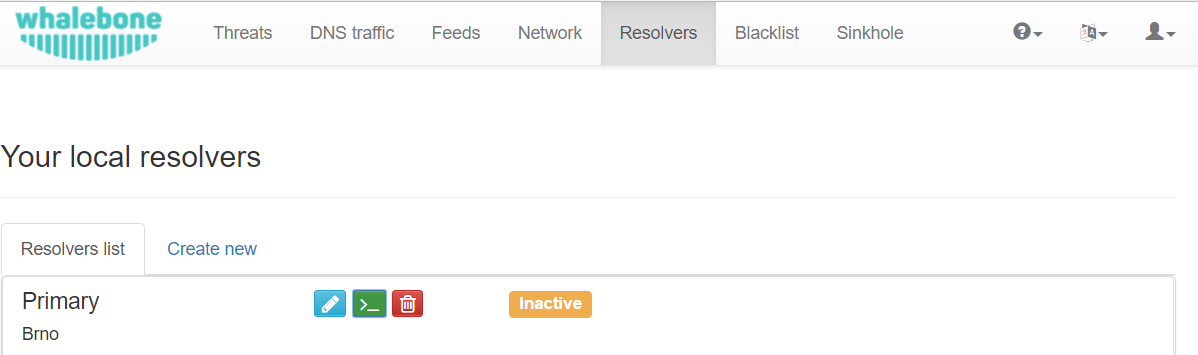 whalebone Threats DNS traffic Feeds Network Resolvers Blacklist Sinkhole
Your local resolvers
Resolvers list Create new
Primary >_ Inactive
Brno